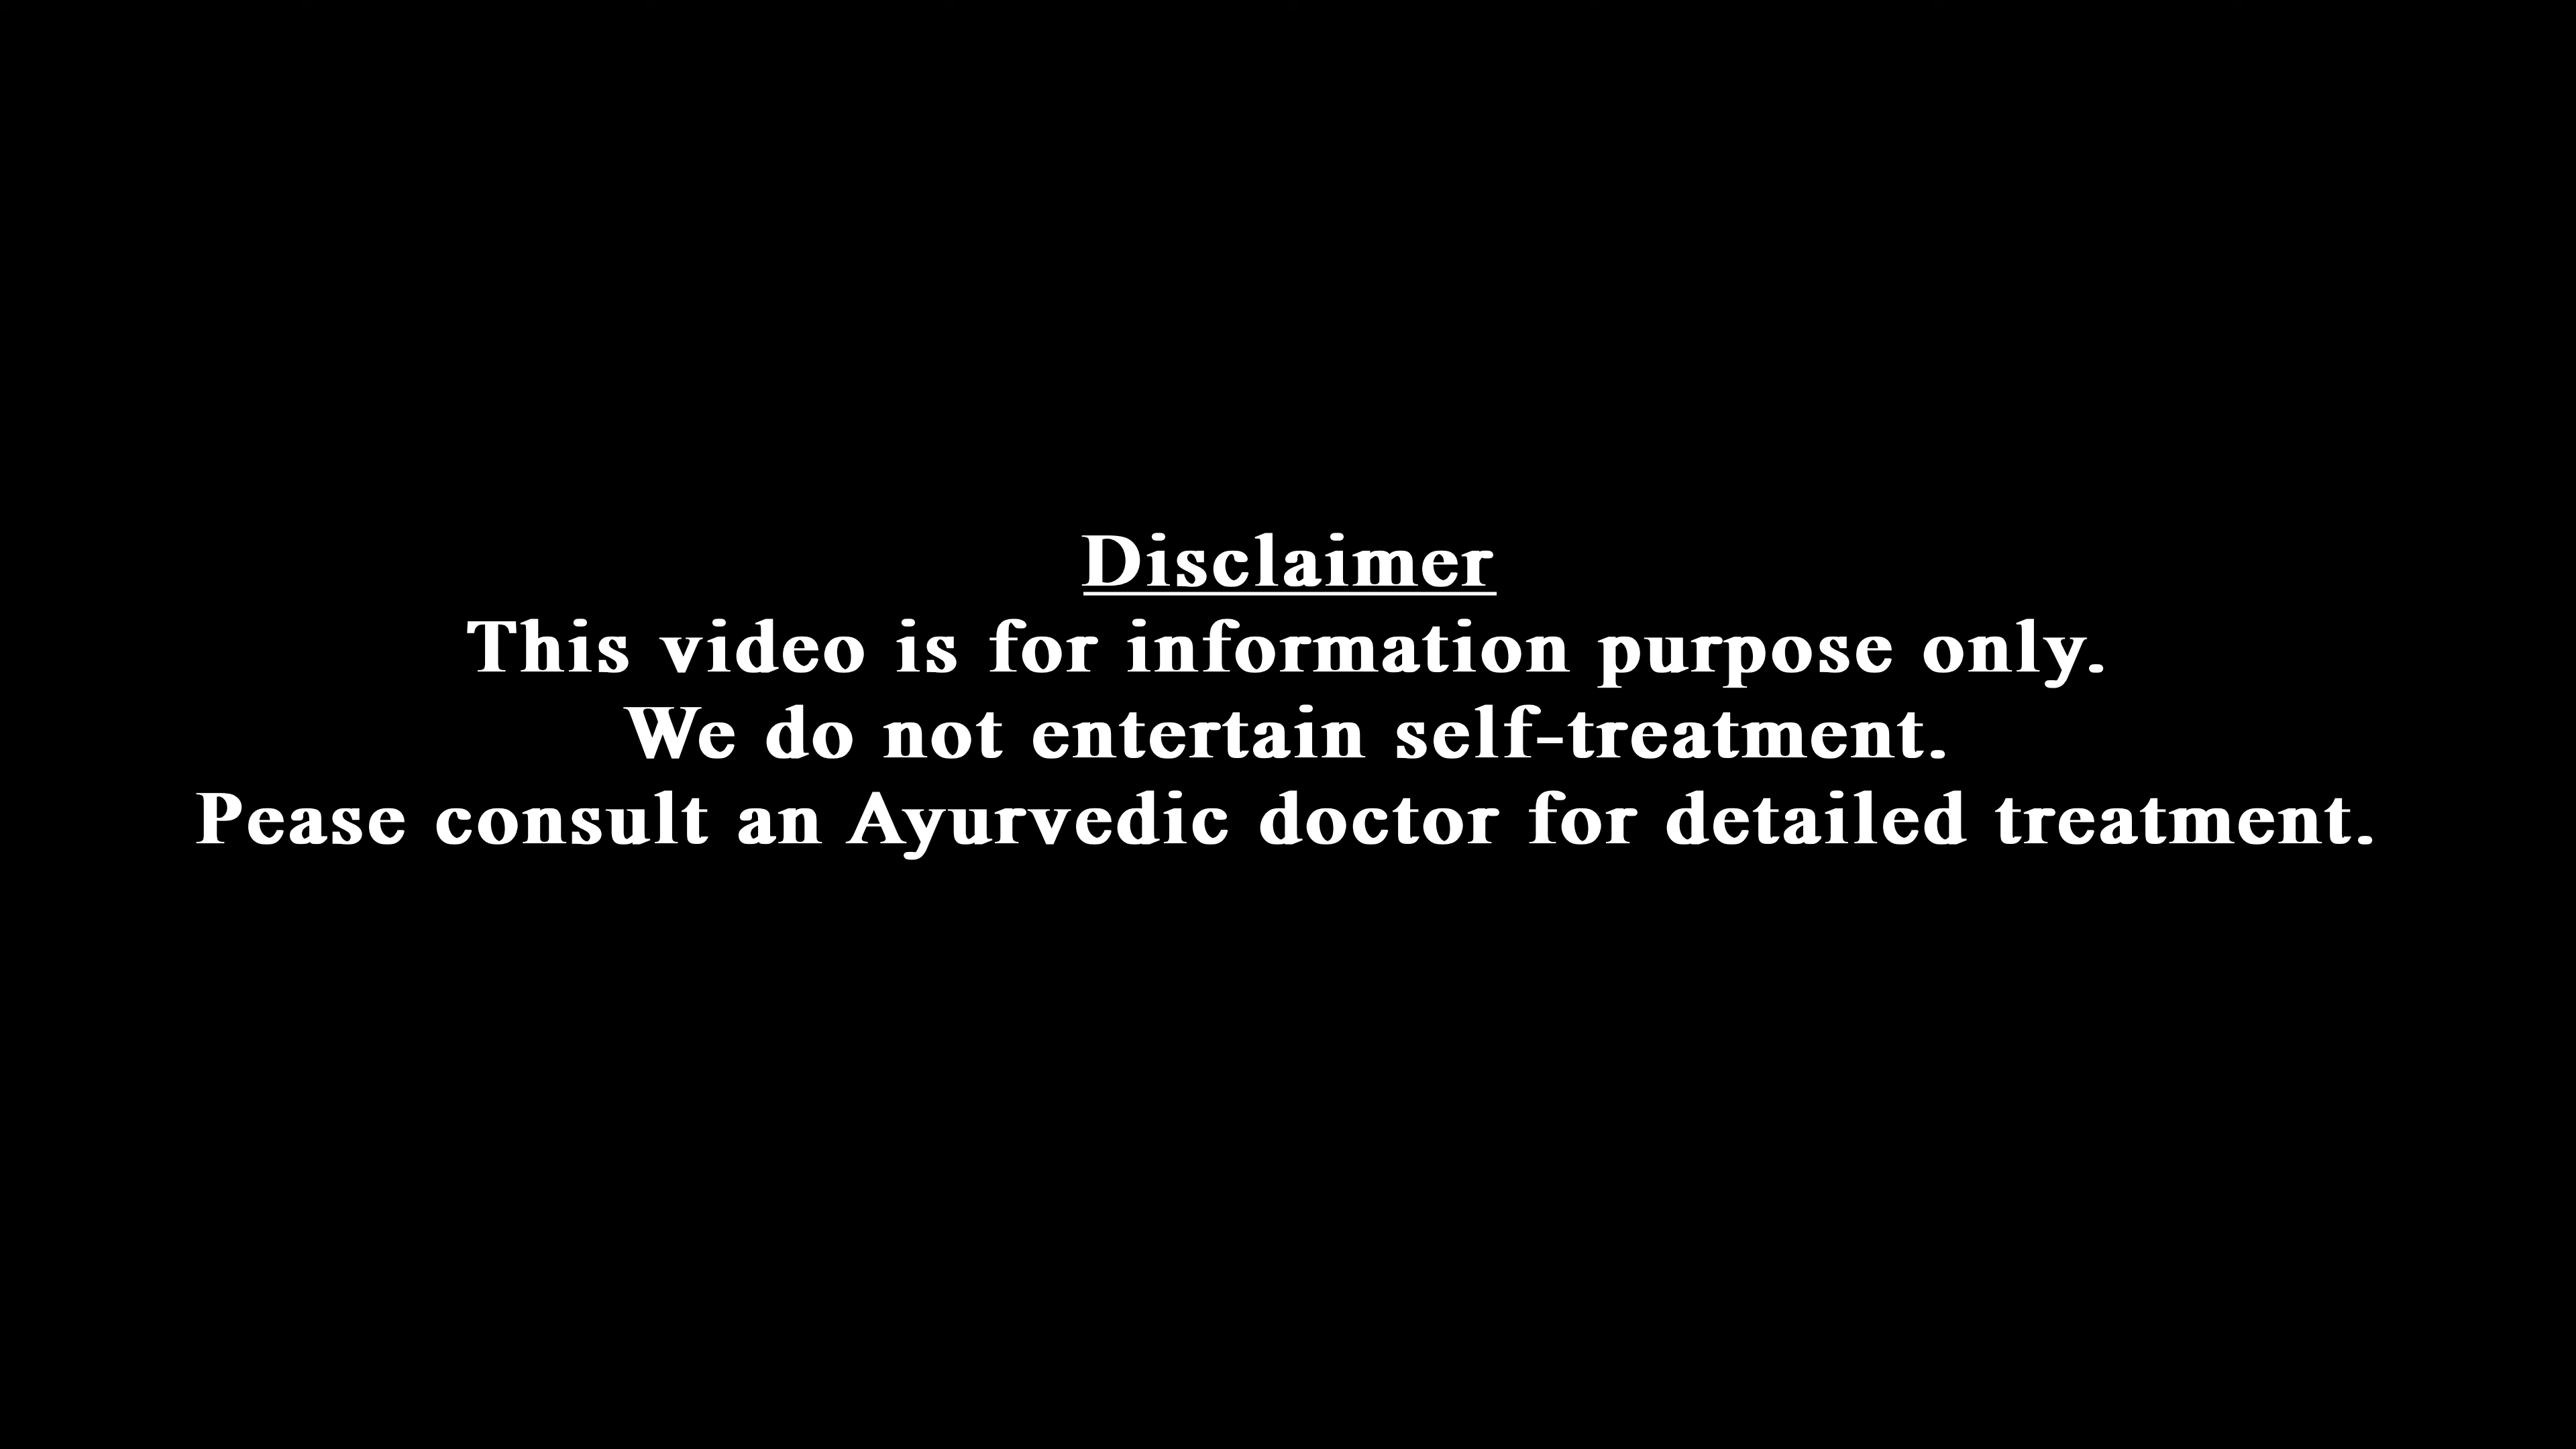 Disclaimer
This video is for information purpose only.
We do not entertain self-treatment.
Pease consult an Ayurvedic doctor for detailed treatment.